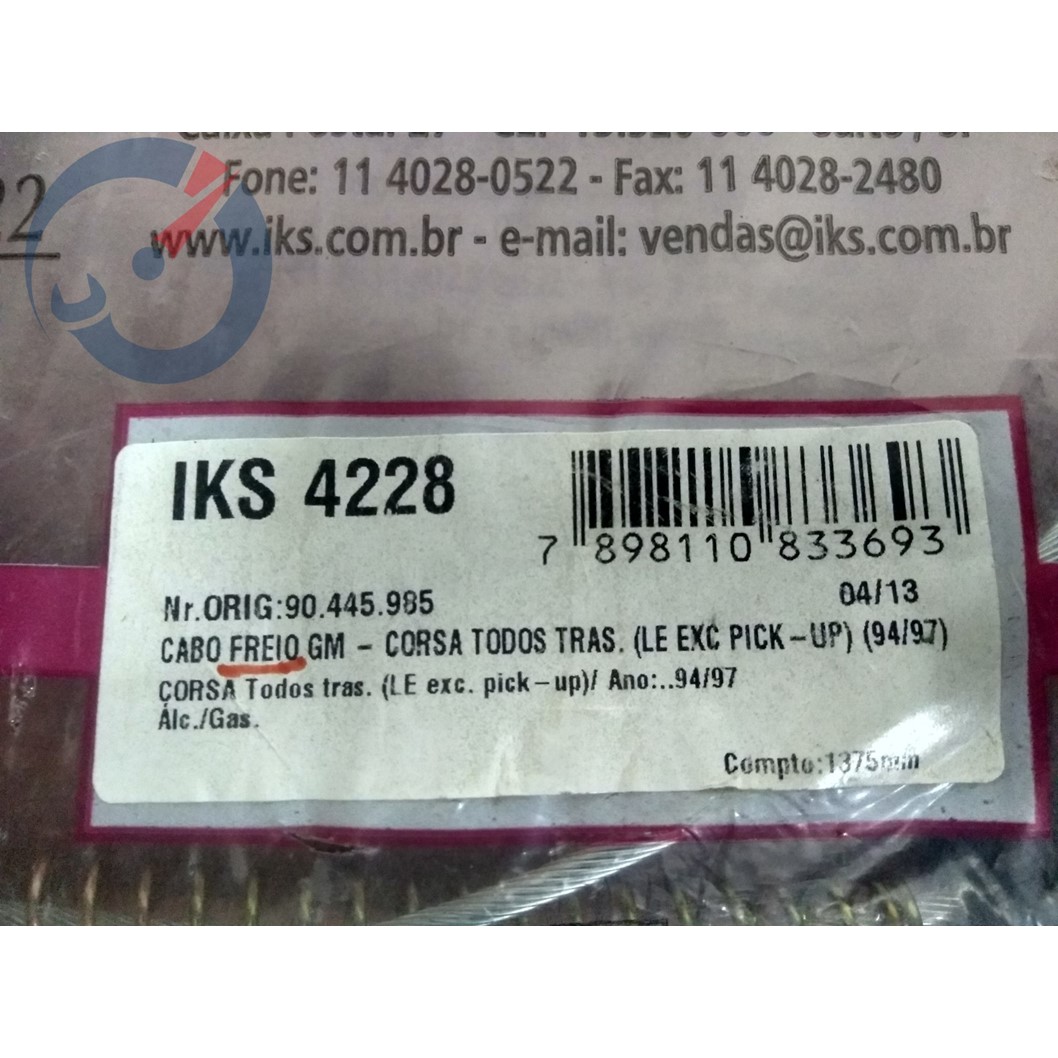 Fone: 11 4028-0522 - Fax: 11 4028-2480
22
www.iks.com.br - e-mail: vendas@iks.com.br
IKS 4228
7 898110 833693
Nr.ORIG:90.445.985
04/13
CABO FREIO GM - CORSA TODOS TRAS. (LE EXC PICK-UP) (94/97)
CORSA Todos tras. (LE exc. pick-up)/ Ano:..94/97
Álc./Gas.
Compto:1375mm